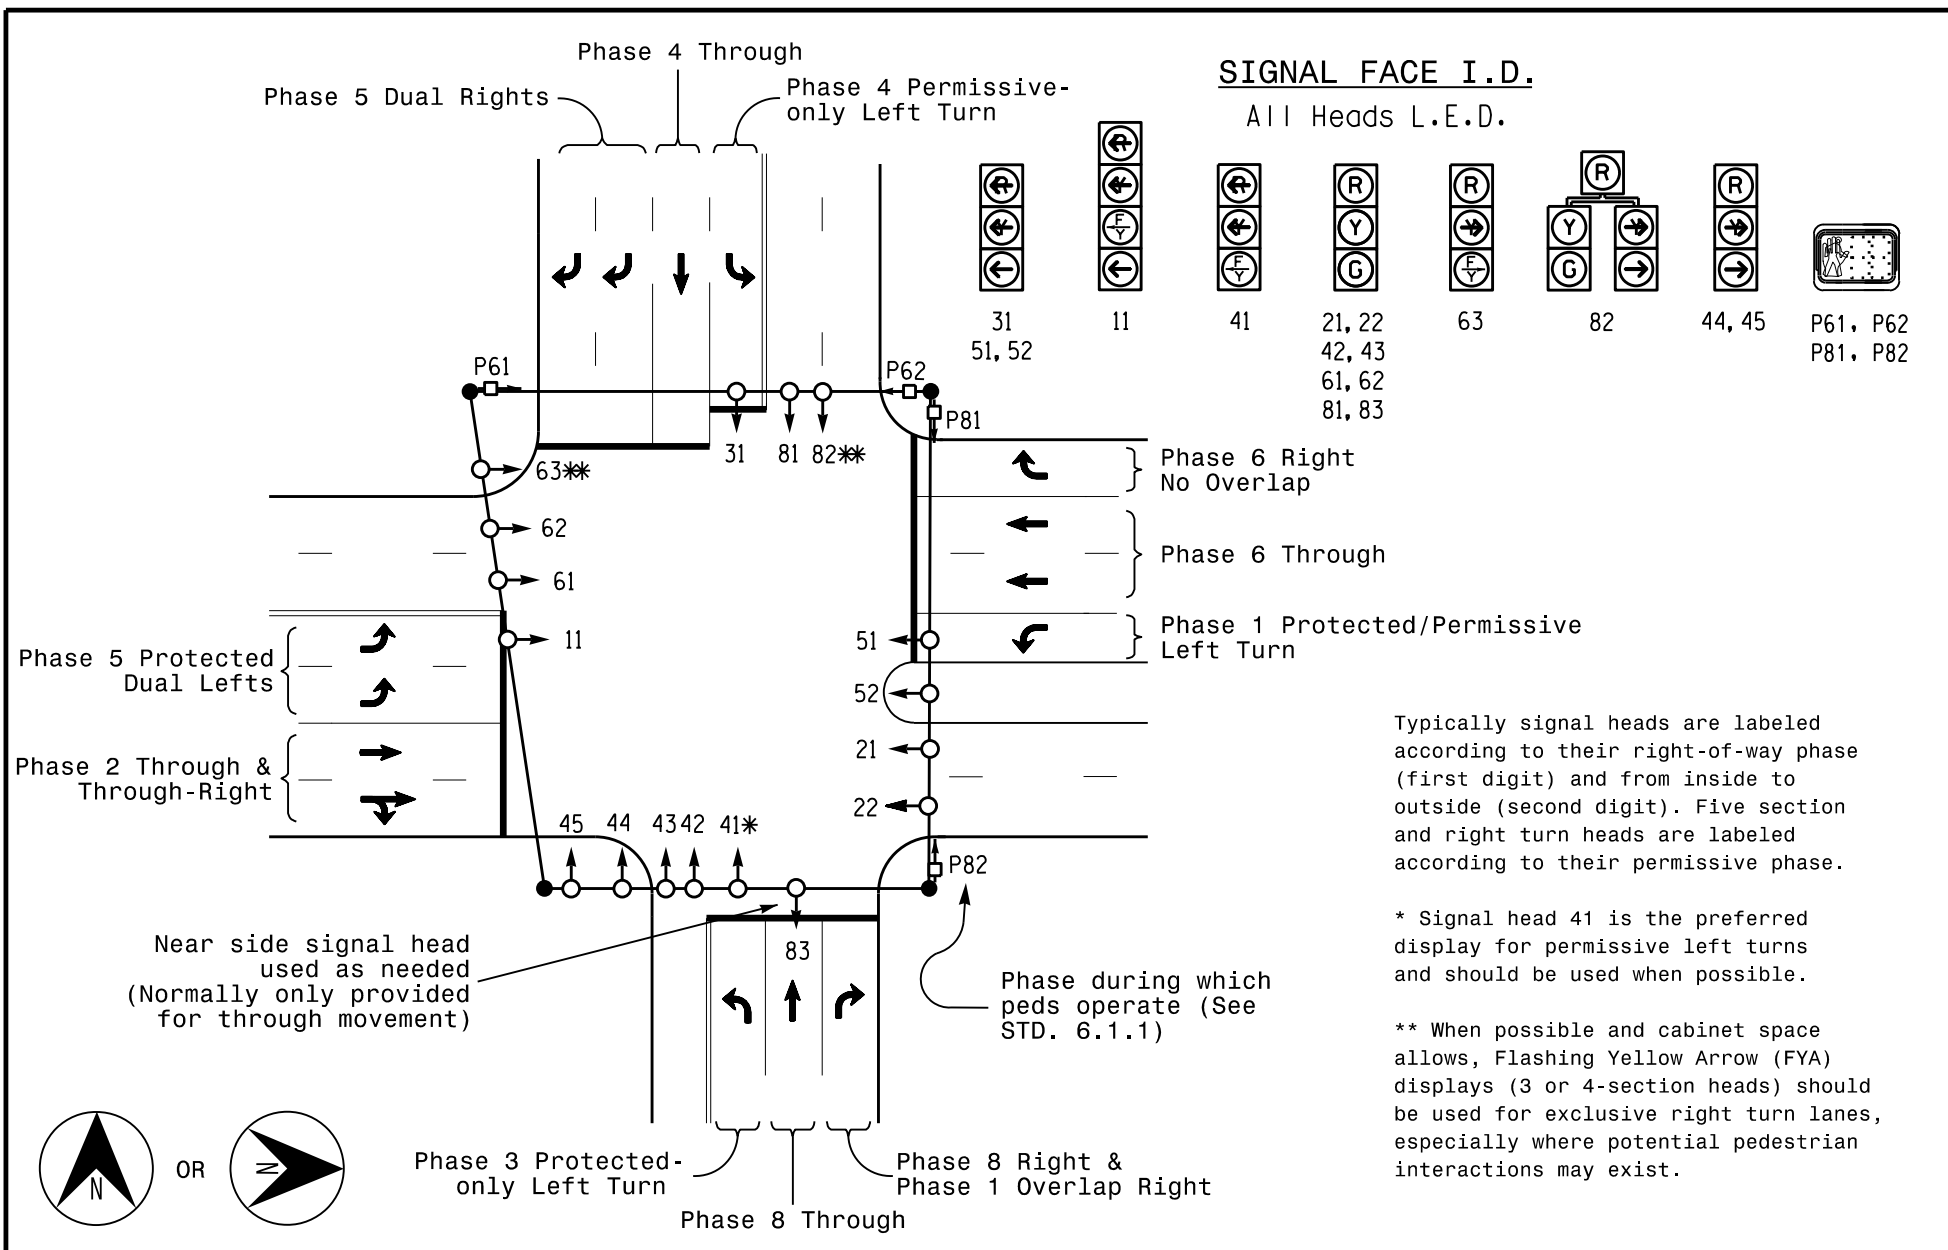 Phase 4 Through
Phase 5 Dual Rights
Phase 4 Permissive-
only Left Turn
SIGNAL FACE I.D.
All Heads L.E.D.
R
Y
R
Y
F
Y
R
Y
F
Y
R
Y
G
R
Y
F
Y
R
Y
Y
G
R
Y
31
51, 52
11
41
21, 22
42, 43
61, 62
81, 83
63
82
44, 45
P61, P62
P81, P82
P61
P62
P81
31
81
82**
63**
62
61
11
51
52
21
22
Phase 6 Right
No Overlap
Phase 6 Through
Phase 1 Protected/Permissive
Left Turn
Phase 5 Protected
Dual Lefts
Phase 2 Through &
Through-Right
45
44
43
42
41*
P82
83
Near side signal head
used as needed
(Normally only provided
for through movement)
Phase during which
peds operate (See
STD. 6.1.1)
Typically signal heads are labeled
according to their right-of-way phase
(first digit) and from inside to
outside (second digit). Five section
and right turn heads are labeled
according to their permissive phase.
* Signal head 41 is the preferred
display for permissive left turns
and should be used when possible.
** When possible and cabinet space
allows, Flashing Yellow Arrow (FYA)
displays (3 or 4-section heads) should
be used for exclusive right turn lanes,
especially where potential pedestrian
interactions may exist.
N
OR
N
Phase 3 Protected-
only Left Turn
Phase 8 Through
Phase 8 Right &
Phase 1 Overlap Right